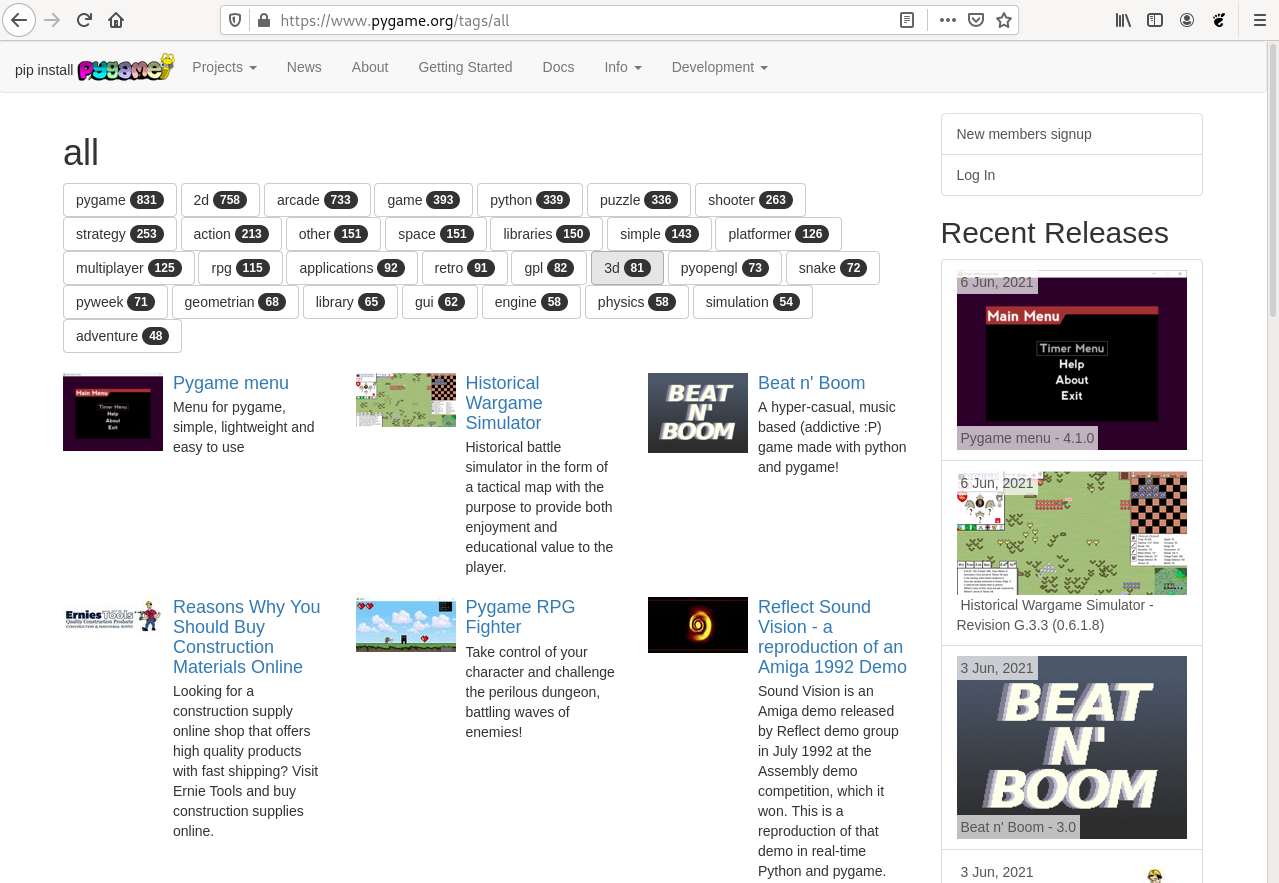 https://www.pygame.org/tags/all
pip install pygame
Projects
News
About
Getting Started
Docs
Info
Development
all
pygame 831
2d 758
arcade 733
game 393
python 339
puzzle 336
shooter 263
strategy 253
action 213
other 151
space 151
libraries 150
simple 143
platformer 126
multiplayer 125
rpg 115
applications 92
retro 91
gpl 82
3d 81
pyopengl 73
snake 72
pyweek 71
geometrian 68
library 65
gui 62
engine 58
physics 58
simulation 54
adventure 48
Main Menu
Timer Menu
Help
About
Exit
Pygame menu
Menu for pygame,
simple, lightweight and
easy to use
Historical
Wargame
Simulator
Historical battle
simulator in the form of
a tactical map with the
purpose to provide both
enjoyment and
educational value to the
player.
BEAT
N'
BOOM
Beat n' Boom
A hyper-casual, music
based (addictive :P)
game made with python
and pygame!
Ernies Tools
Quality Construction Products
CONSTRUCTION & INDUSTRIAL SUPPLY
Reasons Why You
Should Buy
Construction
Materials Online
Looking for a
construction supply
online shop that offers
high quality products
with fast shipping? Visit
Ernie Tools and buy
construction supplies
online.
Pygame RPG
Fighter
Take control of your
character and challenge
the perilous dungeon,
battling waves of
enemies!
Reflect Sound
Vision - a
reproduction of an
Amiga 1992 Demo
Sound Vision is an
Amiga demo released
by Reflect demo group
in July 1992 at the
Assembly demo
competition, which it
won. This is a
reproduction of that
demo in real-time
Python and pygame.
New members signup
Log In
Recent Releases
6 Jun, 2021
Main Menu
Timer Menu
Help
About
Exit
Pygame menu - 4.1.0
6 Jun, 2021
Historical Wargame Simulator -
Revision G.3.3 (0.6.1.8)
3 Jun, 2021
BEAT
N'
BOOM
Beat n' Boom - 3.0
3 Jun, 2021